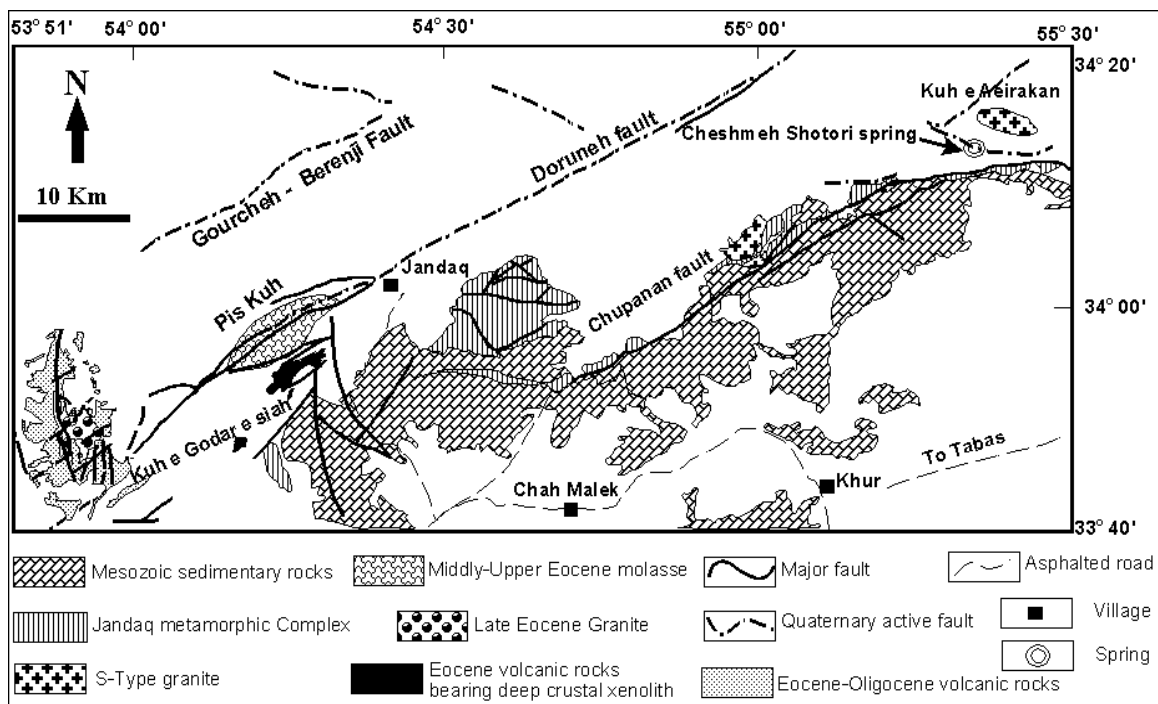 53° 51' 54° 00' 54° 30' 55° 00' 55° 30'
34° 20'
N
10 Km
Kuh e Aeirakan
Cheshmeh Shotori spring
Gourcheh - Berenji Fault
Doruneh fault
Jandaq
Pis Kuh
Chupanan fault
34° 00'
Kuh e Godar e siah
To Tabas
Khur
Chah Malek
33° 40'
Mesozoic sedimentary rocks
Middly-Upper Eocene molasse
Major fault
Asphalted road
Jandaq metamorphic Complex
Late Eocene Granite
Quaternary active fault
Village
S-Type granite
Eocene volcanic rocks
bearing deep crustal xenolith
Eocene-Oligocene volcanic rocks
Spring